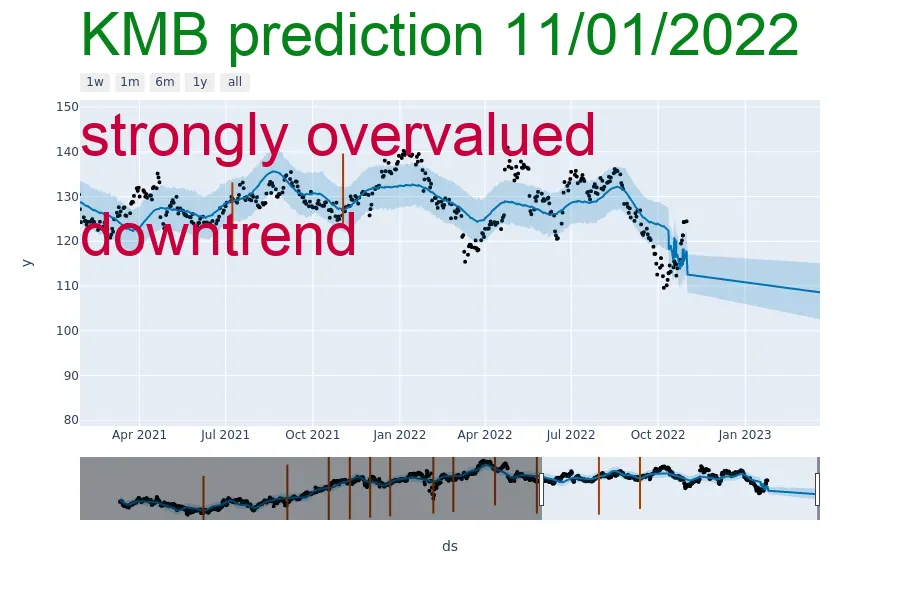 KMB prediction 11/01/2022
1w 1m 6m 1y all
150
strongly overvalued
140
130
downtrend
120
y
110
100
90
80
Apr 2021 Jul 2021 Oct 2021 Jan 2022 Apr 2022 Jul 2022 Oct 2022 Jan 2023
ds